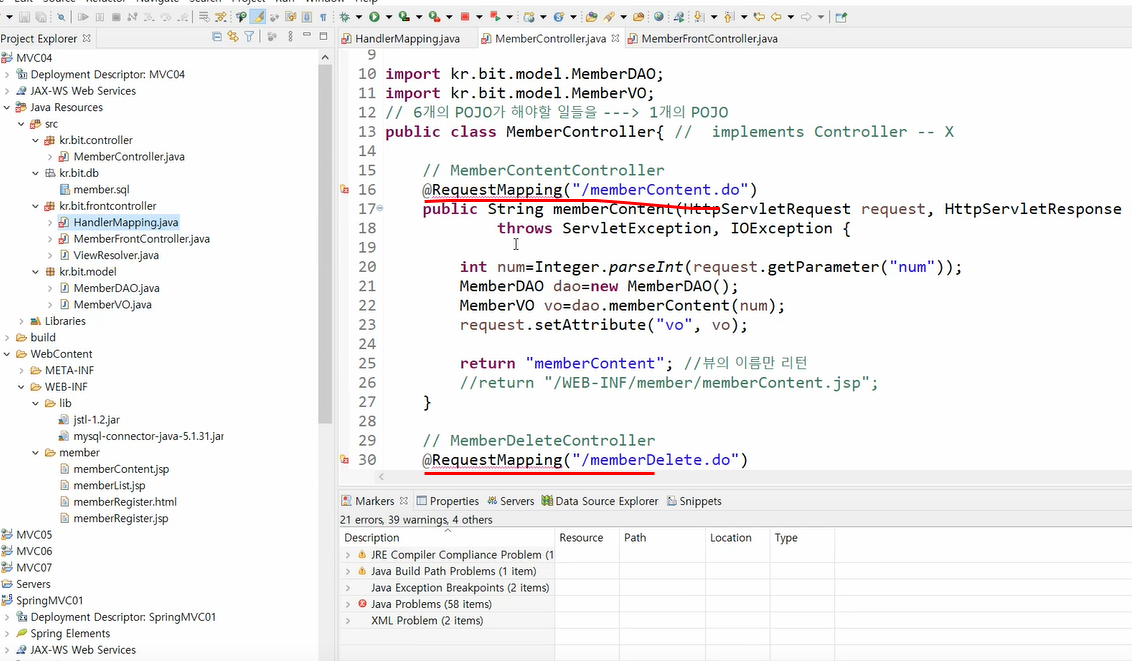 Project Explorer
HandlerMapping.java
MemberController.java
MemberFrontController.java
MVC04
Deployment Descriptor: MVC04
JAX-WS Web Services
Java Resources
src
kr.bit.controller
MemberController.java
kr.bit.db
member.sql
kr.bit.frontcontroller
HandlerMapping.java
MemberFrontController.java
ViewResolver.java
kr.bit.model
MemberDAO.java
MemberVO.java
Libraries
build
WebContent
META-INF
WEB-INF
lib
jstl-1.2.jar
mysql-connector-java-5.1.31.jar
member
memberContent.jsp
memberList.jsp
memberRegister.html
memberRegister.jsp
MVC05
MVC06
MVC07
Servers
SpringMVC01
Deployment Descriptor: SpringMVC01
Spring Elements
JAX-WS Web Services
9
10 import kr.bit.model.MemberDAO;
11 import kr.bit.model.MemberVO;
12 // 6개의 POJO가 해야할 일들을 ---> 1개의 POJO
13 public class MemberController{ //  implements Controller -- X
14
15     // MemberContentController
16     @RequestMapping("/memberContent.do")
17     public String memberContent(HttpServletRequest request, HttpServletResponse
18             throws ServletException, IOException {
19
20         int num=Integer.parseInt(request.getParameter("num"));
21         MemberDAO dao=new MemberDAO();
22         MemberVO vo=dao.memberContent(num);
23         request.setAttribute("vo", vo);
24
25         return "memberContent"; //뷰의 이름만 리턴
26         //return "/WEB-INF/member/memberContent.jsp";
27     }
28
29     // MemberDeleteController
30     @RequestMapping("/memberDelete.do")
Markers Properties Servers Data Source Explorer Snippets
21 errors, 39 warnings, 4 others
Description Resource Path Location Type
JRE Compiler Compliance Problem (1
Java Build Path Problems (1 item)
Java Exception Breakpoints (2 items)
Java Problems (58 items)
XML Problem (2 items)